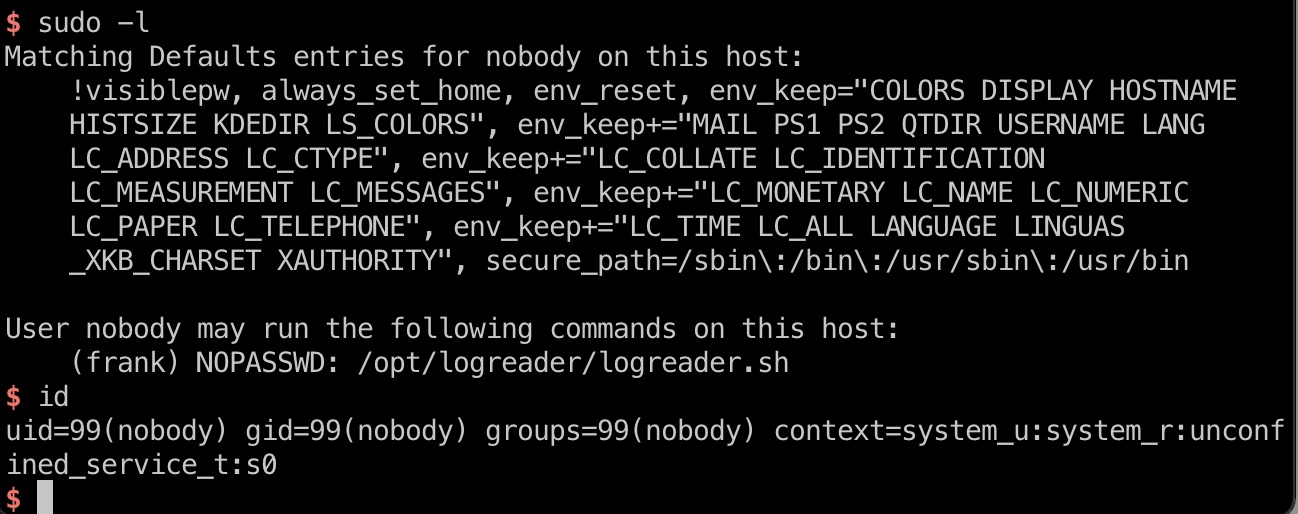 $ sudo -l
Matching Defaults entries for nobody on this host:
    !visiblepw, always_set_home, env_reset, env_keep="COLORS DISPLAY HOSTNAME
    HISTSIZE KDEDIR LS_COLORS", env_keep+="MAIL PS1 PS2 QTDIR USERNAME LANG
    LC_ADDRESS LC_CTYPE", env_keep+="LC_COLLATE LC_IDENTIFICATION
    LC_MEASUREMENT LC_MESSAGES", env_keep+="LC_MONETARY LC_NAME LC_NUMERIC
    LC_PAPER LC_TELEPHONE", env_keep+="LC_TIME LC_ALL LANGUAGE LINGUAS
    _XKB_CHARSET XAUTHORITY", secure_path=/sbin\:/bin\:/usr/sbin\:/usr/bin

User nobody may run the following commands on this host:
    (frank) NOPASSWD: /opt/logreader/logreader.sh
$ id
uid=99(nobody) gid=99(nobody) groups=99(nobody) context=system_u:system_r:unconf
ined_service_t:s0
$